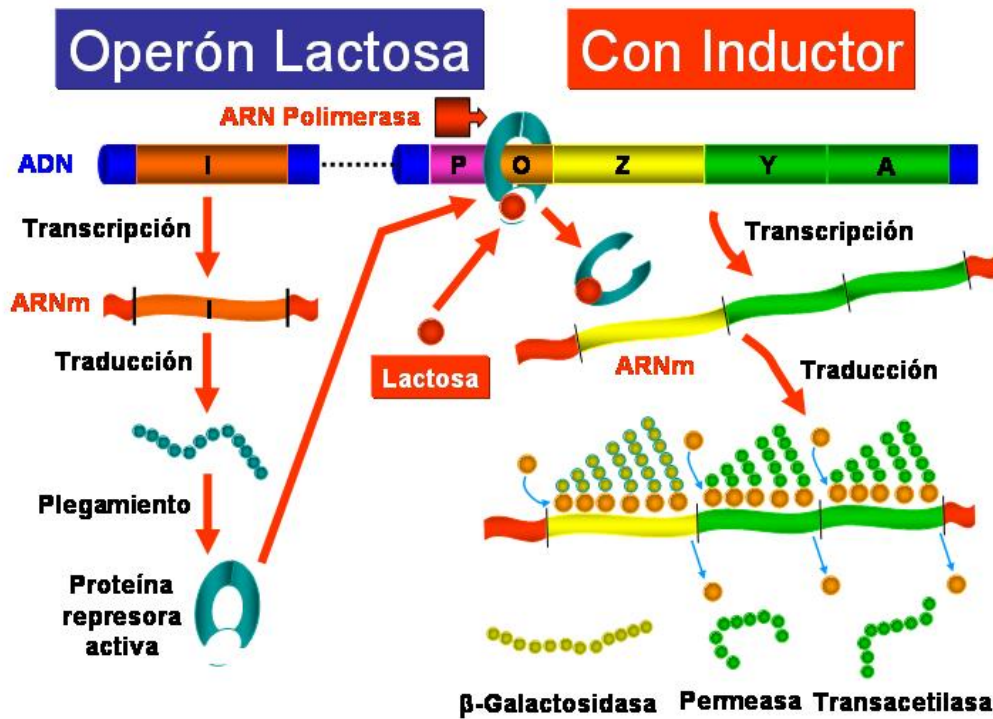 Operón Lactosa
Con Inductor
ARN Polimerasa
ADN
I
P
O
Z
Y
A
Transcripción
Transcripción
ARNm
I
Lactosa
ARNm
Traducción
Traducción
Plegamiento
Proteína
represora
activa
β-Galactosidasa
Permeasa
Transacetilasa